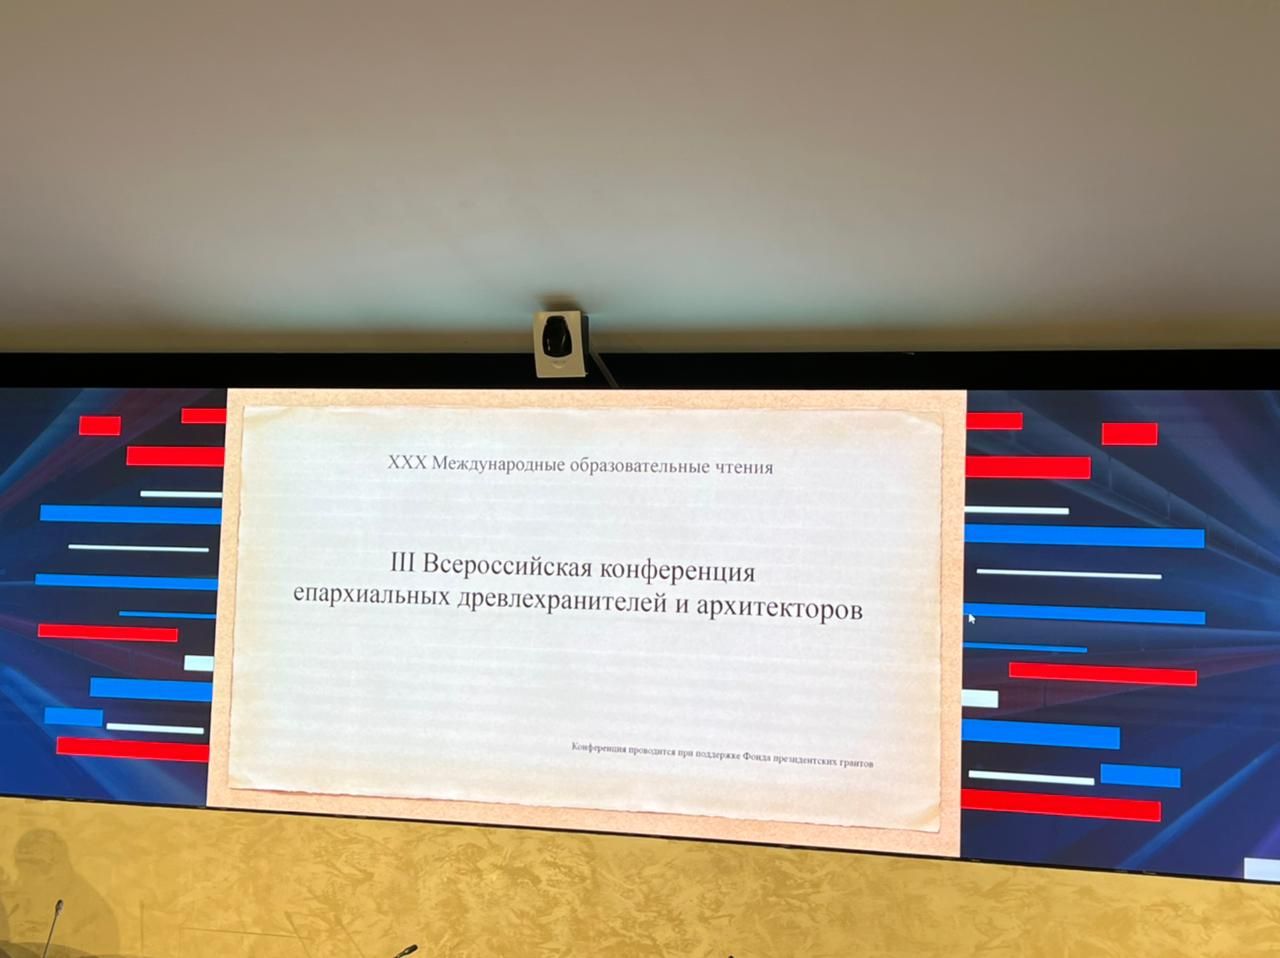 XXX Международные образовательные чтения
III Всероссийская конференция
епархиальных древлехранителей и архитекторов
Конференция проводится при поддержке Фонда президентских грантов